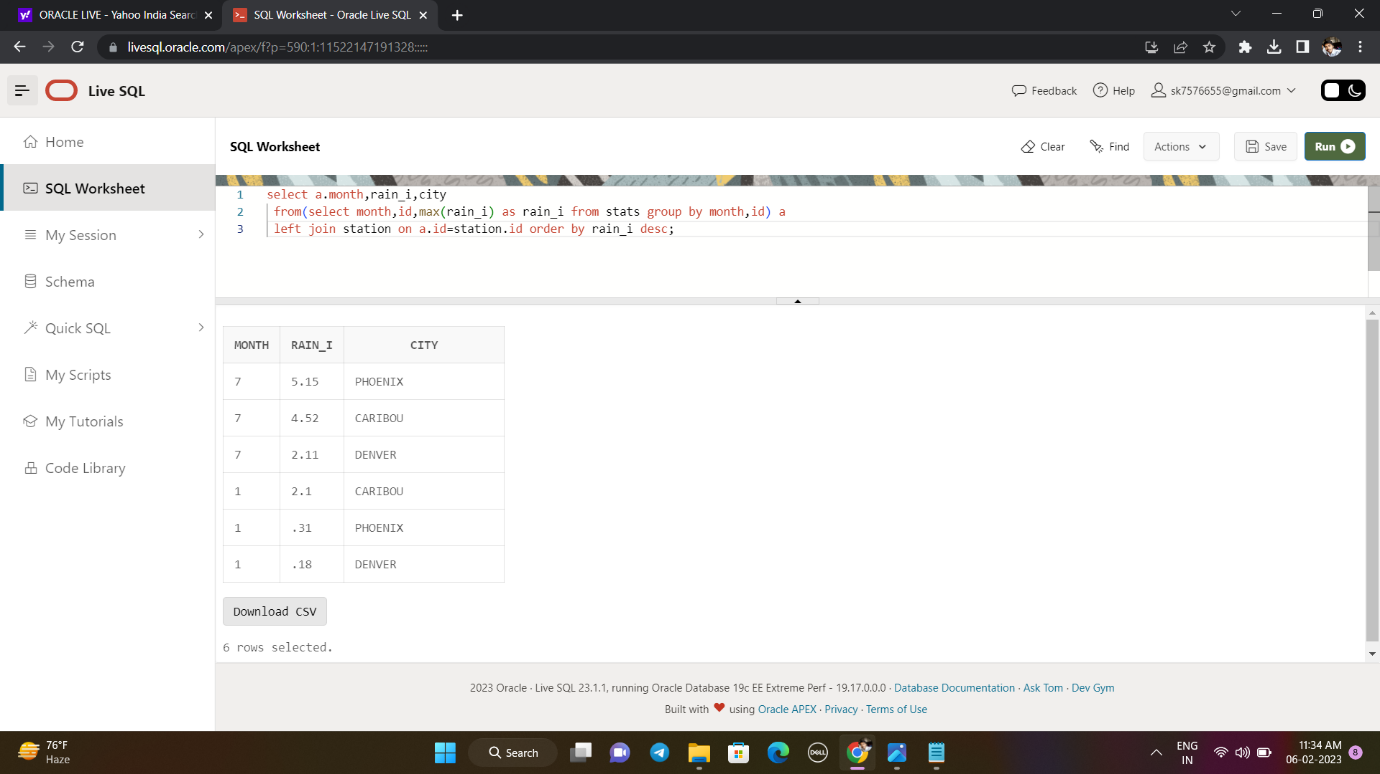 ORACLE LIVE - Yahoo India Searc
SQL Worksheet - Oracle Live SQL
livesql.oracle.com/apex/f?p=590:1:11522147191328:::::
Live SQL
Feedback
Help
sk7576655@gmail.com
Home
SQL Worksheet
My Session
Schema
Quick SQL
My Scripts
My Tutorials
Code Library
SQL Worksheet
Clear
Find
Actions
Save
Run
1 select a.month,rain_i,city
2 from(select month,id,max(rain_i) as rain_i from stats group by month,id) a
3 left join station on a.id=station.id order by rain_i desc;
MONTH RAIN_I CITY
7 5.15 PHOENIX
7 4.52 CARIBOU
7 2.11 DENVER
1 2.1 CARIBOU
1 .31 PHOENIX
1 .18 DENVER
Download CSV
6 rows selected.
2023 Oracle · Live SQL 23.1.1, running Oracle Database 19c EE Extreme Perf - 19.17.0.0.0 · Database Documentation · Ask Tom · Dev Gym
Built with ❤ using Oracle APEX · Privacy · Terms of Use
76°F
Haze
Search
DELL
ENG
IN
11:34 AM
06-02-2023
8